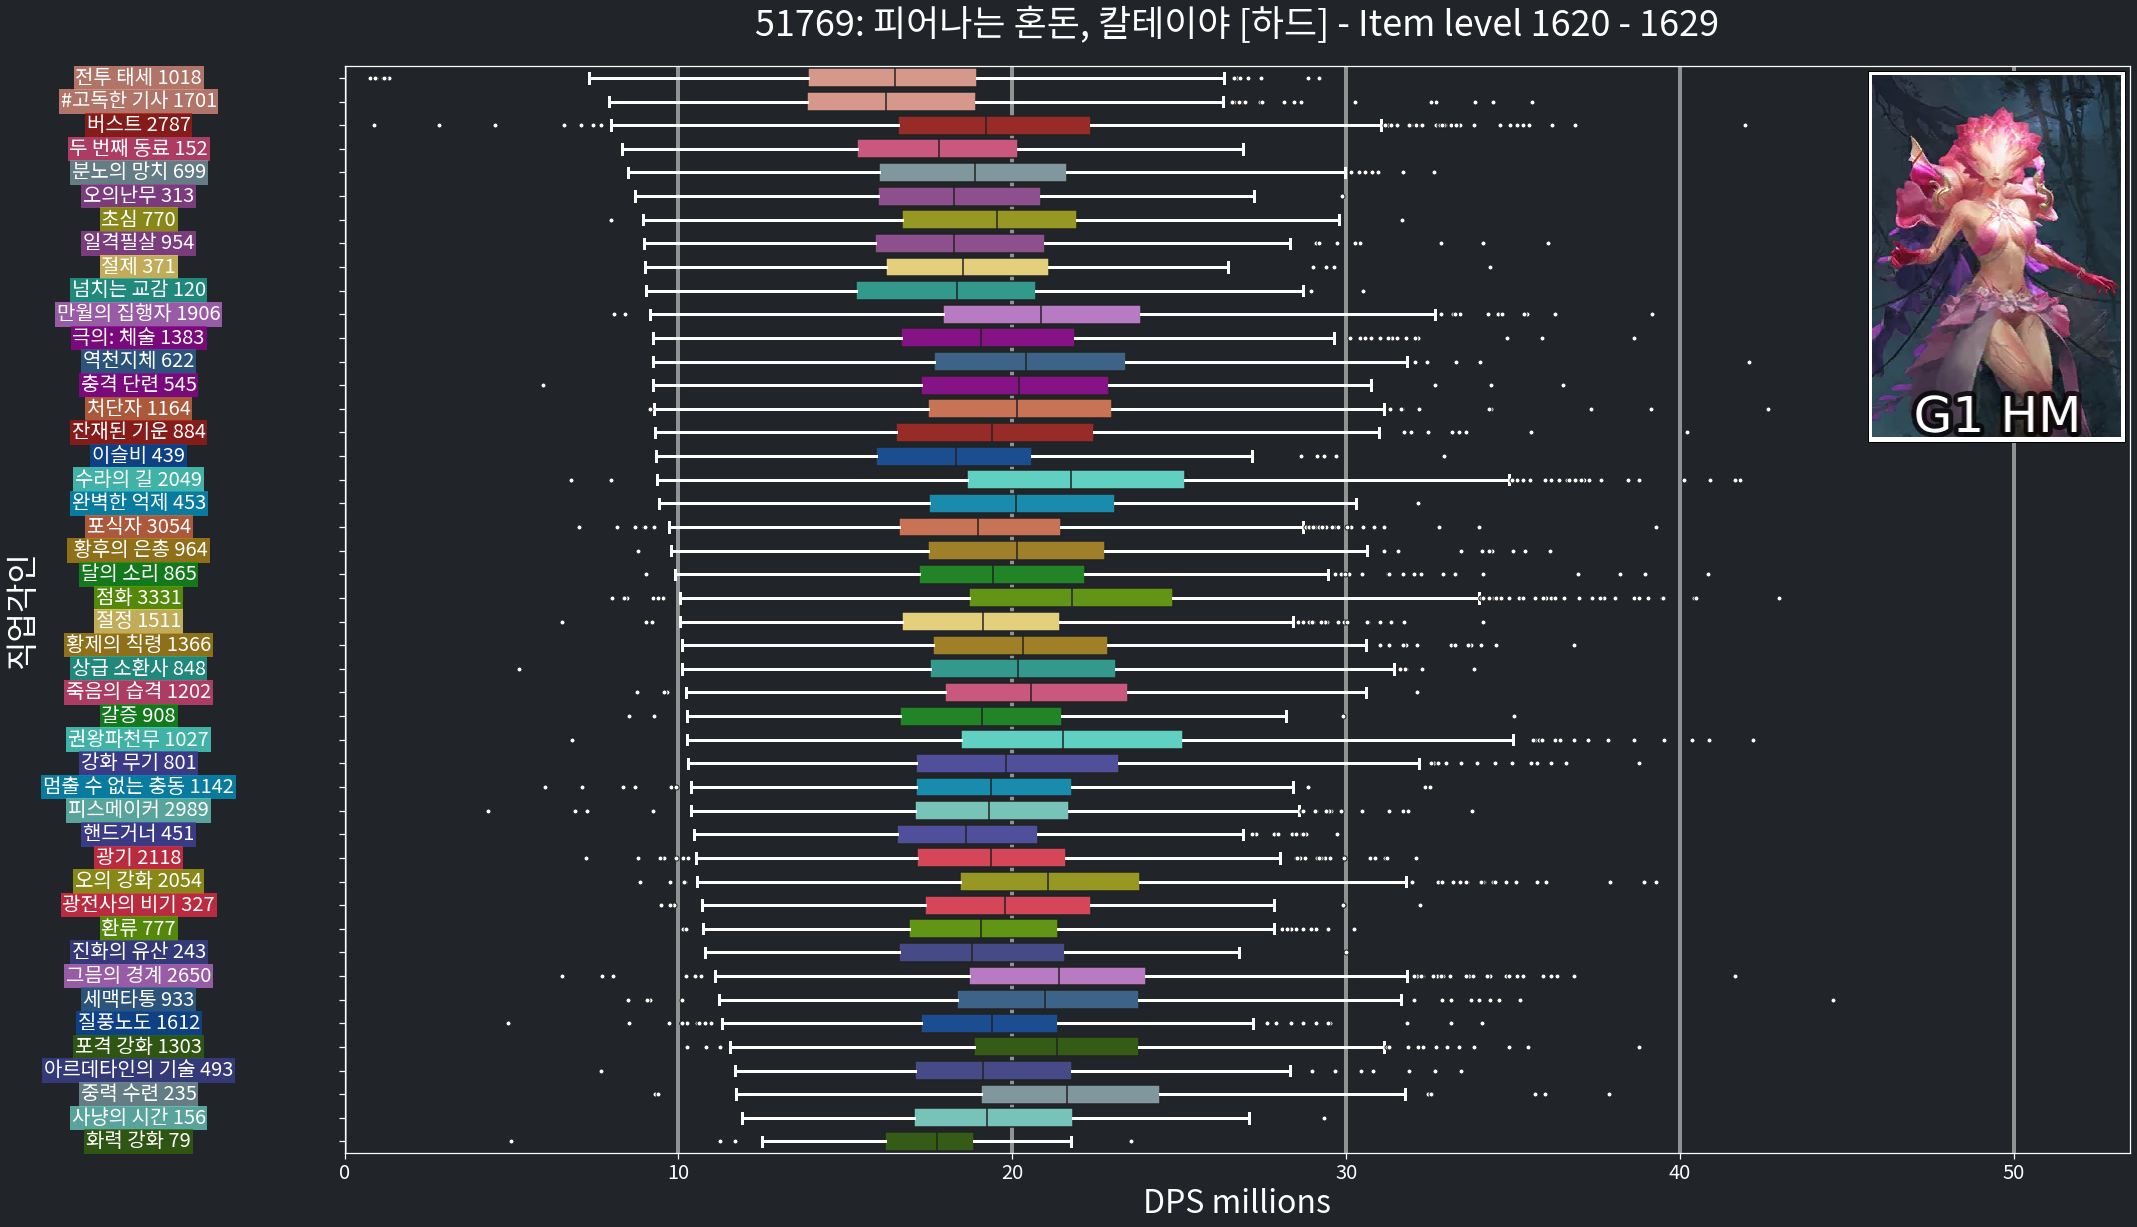 51769: 피어나는 혼돈, 칼테이야 [하드] - Item level 1620 - 1629
직업각인
전투 태세 1018
#고독한 기사 1701
버스트 2787
두 번째 동료 152
분노의 망치 699
오의난무 313
초심 770
일격필살 954
절제 371
넘치는 교감 120
만월의 집행자 1906
극의: 체술 1383
역천지체 622
충격 단련 545
처단자 1164
잔재된 기운 884
이슬비 439
수라의 길 2049
완벽한 억제 453
포식자 3054
황후의 은총 964
달의 소리 865
점화 3331
절정 1511
황제의 칙령 1366
상급 소환사 848
죽음의 습격 1202
갈증 908
권왕파천무 1027
강화 무기 801
멈출 수 없는 충동 1142
피스메이커 2989
핸드거너 451
광기 2118
오의 강화 2054
광전사의 비기 327
환류 777
진화의 유산 243
그믐의 경계 2650
세맥타통 933
질풍노도 1612
포격 강화 1303
아르데타인의 기술 493
중력 수련 235
사냥의 시간 156
화력 강화 79
G1 HM
0 10 20 30 40 50
DPS millions